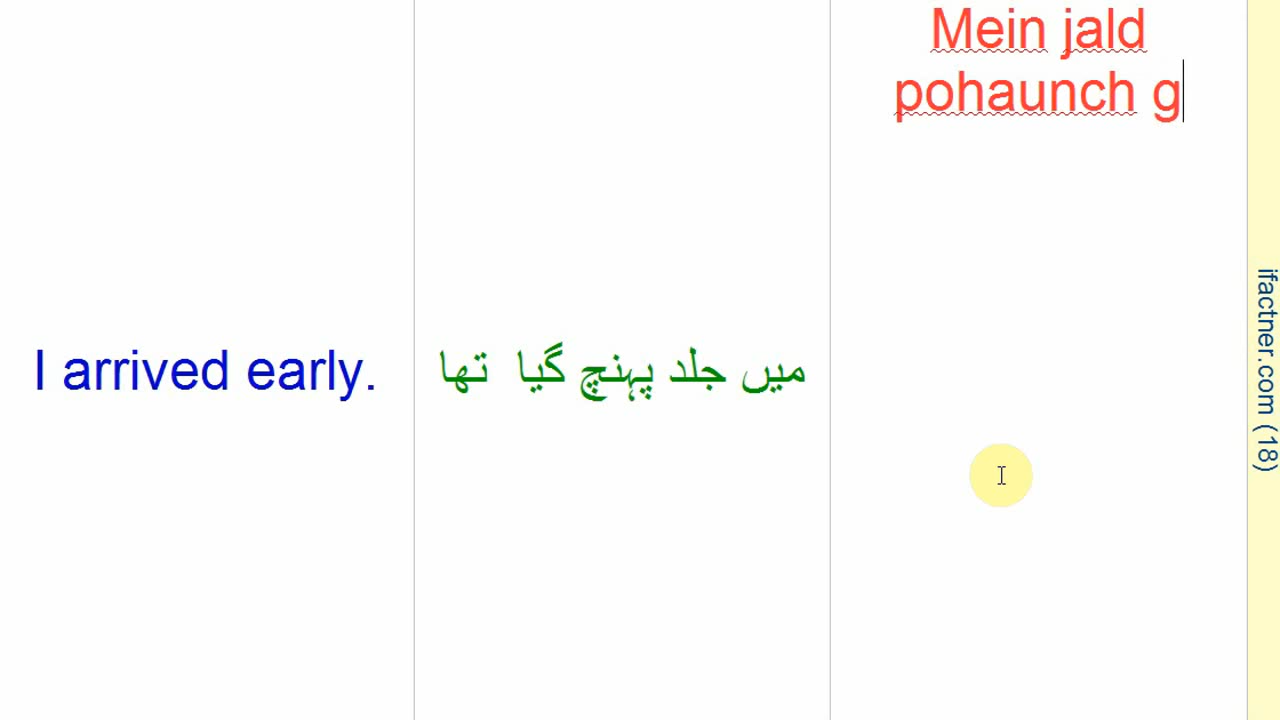 Mein jald
pohaunch g
I arrived early.
میں جلد پہنچ گیا تھا
ifactner.com (18)